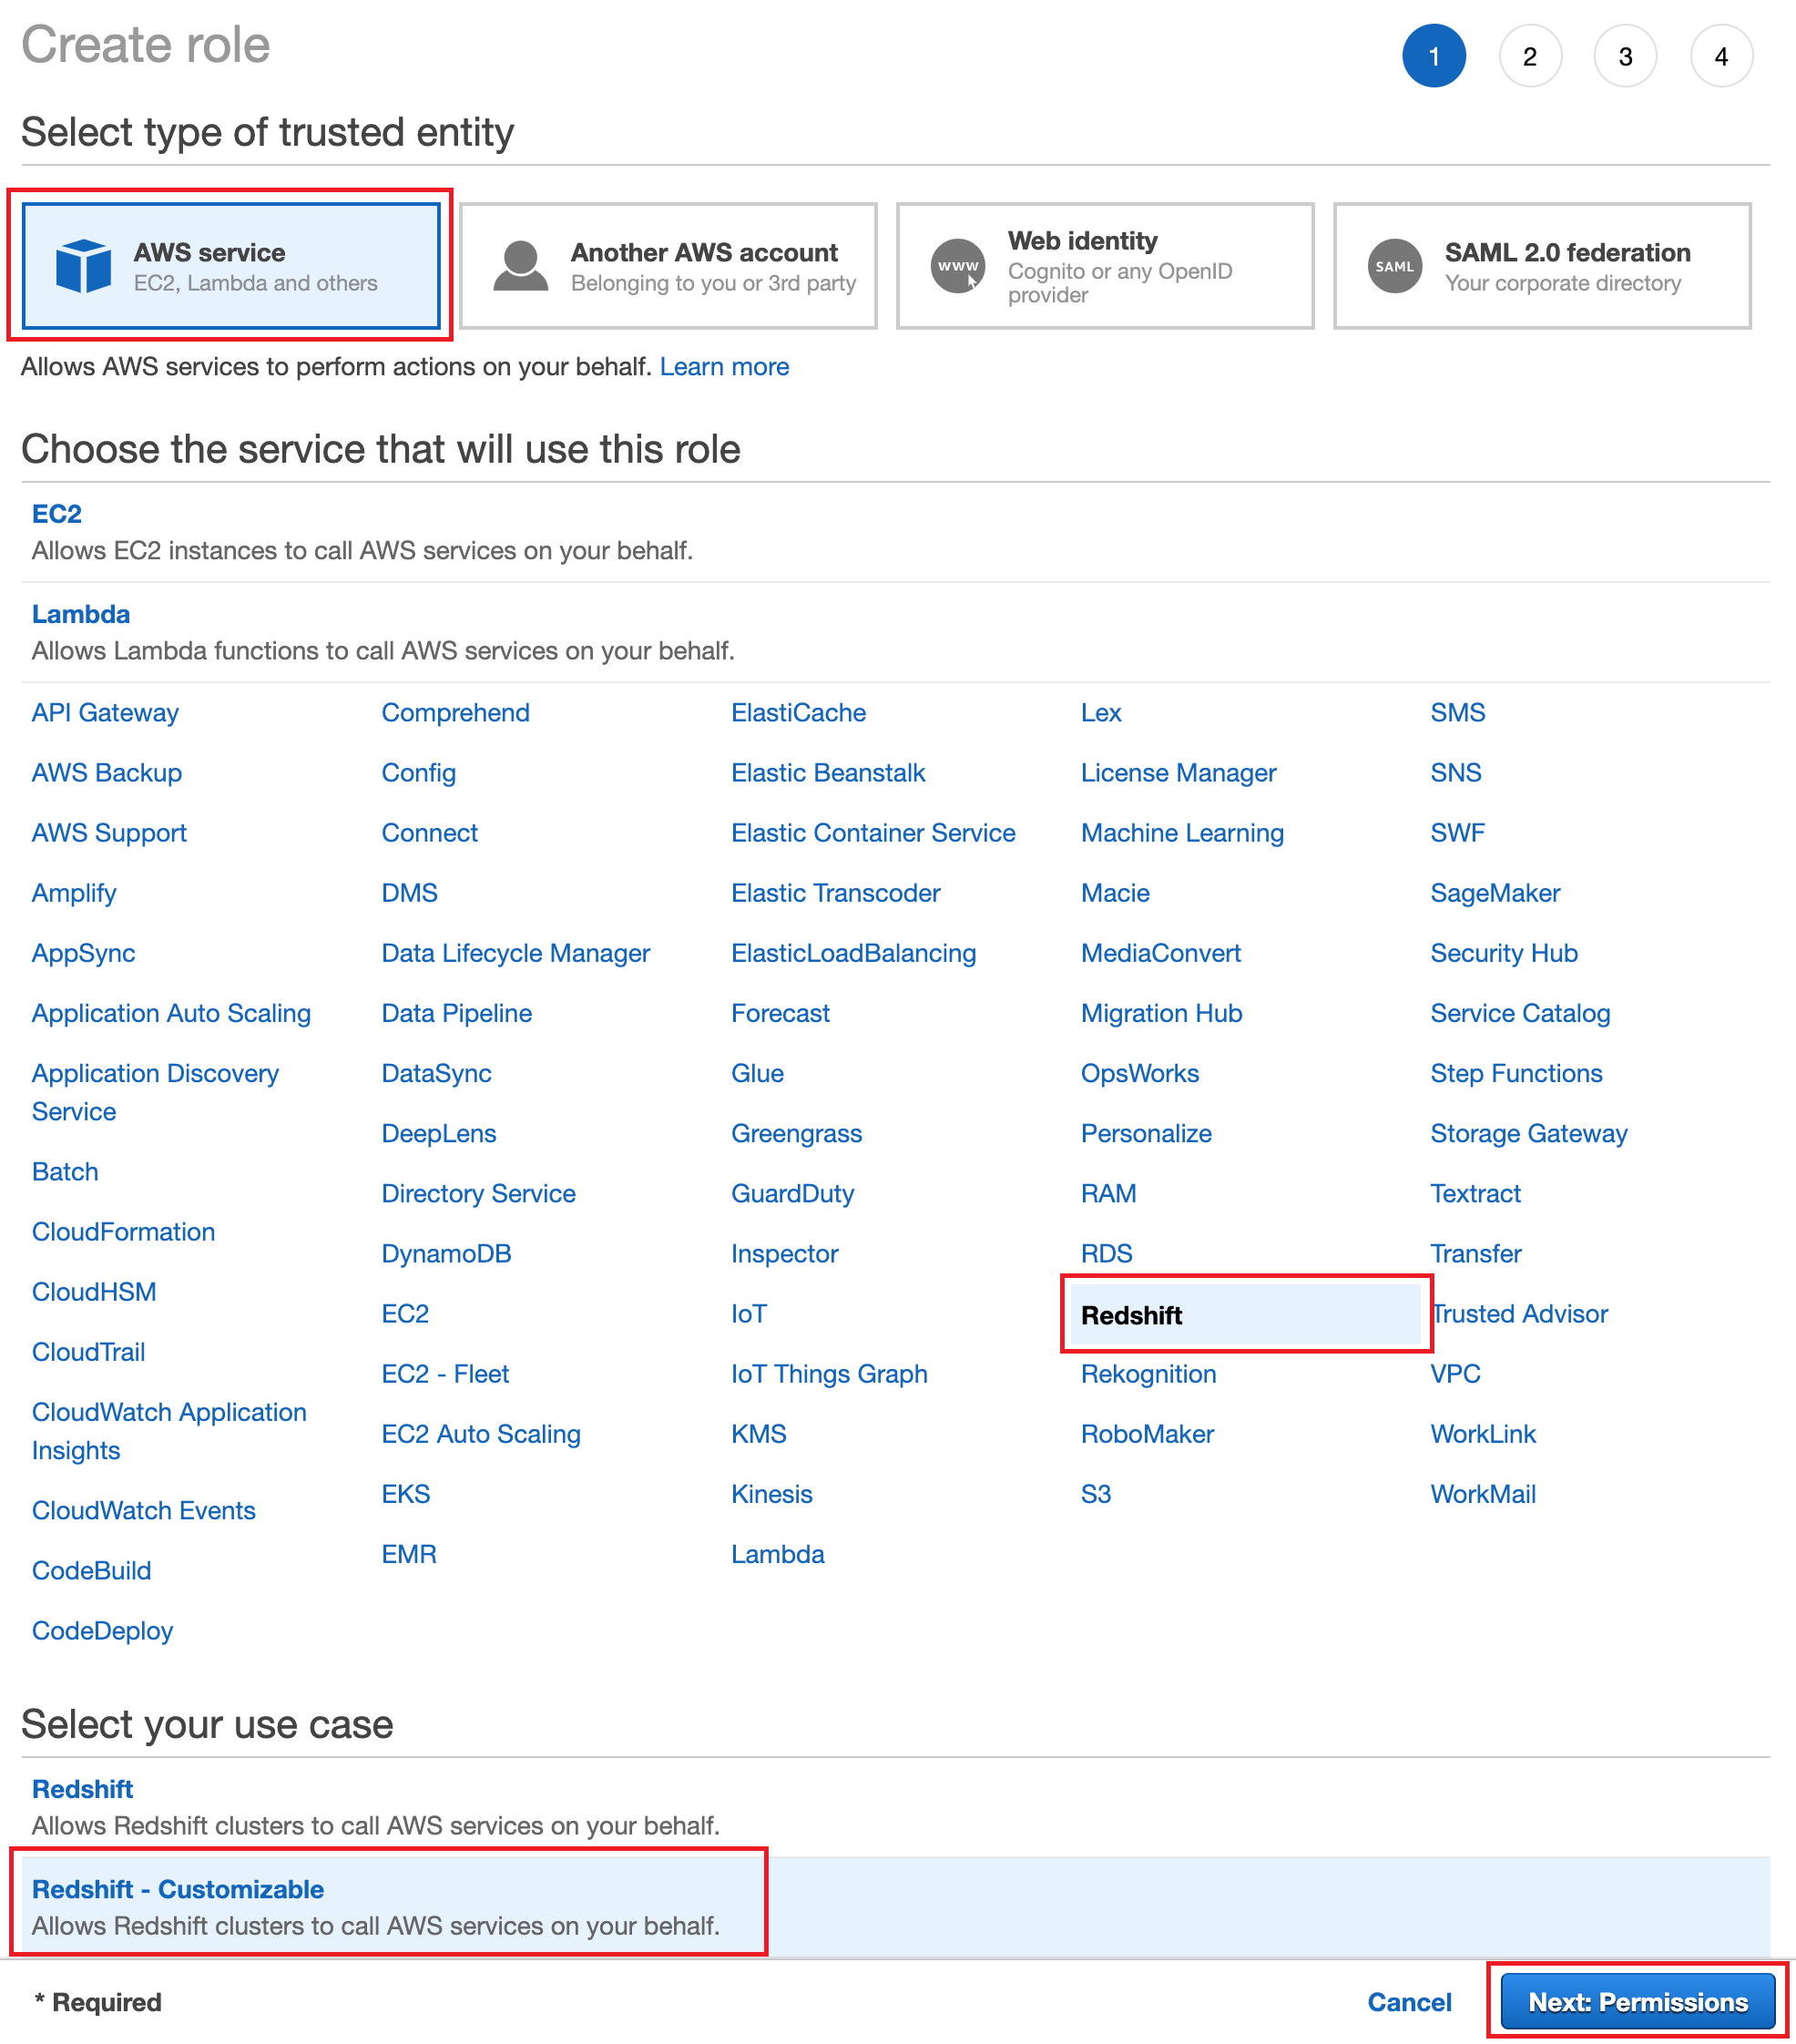 Create role
1 2 3 4
Select type of trusted entity
AWS service
EC2, Lambda and others
Another AWS account
Belonging to you or 3rd party
www
Web identity
Cognito or any OpenID
provider
SAML
SAML 2.0 federation
Your corporate directory
Allows AWS services to perform actions on your behalf. Learn more
Choose the service that will use this role
EC2
Allows EC2 instances to call AWS services on your behalf.
Lambda
Allows Lambda functions to call AWS services on your behalf.
API Gateway
AWS Backup
AWS Support
Amplify
AppSync
Application Auto Scaling
Application Discovery
Service
Batch
CloudFormation
CloudHSM
CloudTrail
CloudWatch Application
Insights
CloudWatch Events
CodeBuild
CodeDeploy
Comprehend
Config
Connect
DMS
Data Lifecycle Manager
Data Pipeline
DataSync
DeepLens
Directory Service
DynamoDB
EC2
EC2 - Fleet
EC2 Auto Scaling
EKS
EMR
ElastiCache
Elastic Beanstalk
Elastic Container Service
Elastic Transcoder
ElasticLoadBalancing
Forecast
Glue
Greengrass
GuardDuty
Inspector
IoT
IoT Things Graph
KMS
Kinesis
Lambda
Lex
License Manager
Machine Learning
Macie
MediaConvert
Migration Hub
OpsWorks
Personalize
RAM
RDS
Redshift
Rekognition
RoboMaker
S3
SMS
SNS
SWF
SageMaker
Security Hub
Service Catalog
Step Functions
Storage Gateway
Textract
Transfer
Trusted Advisor
VPC
WorkLink
WorkMail
Select your use case
Redshift
Allows Redshift clusters to call AWS services on your behalf.
Redshift - Customizable
Allows Redshift clusters to call AWS services on your behalf.
* Required
Cancel
Next: Permissions